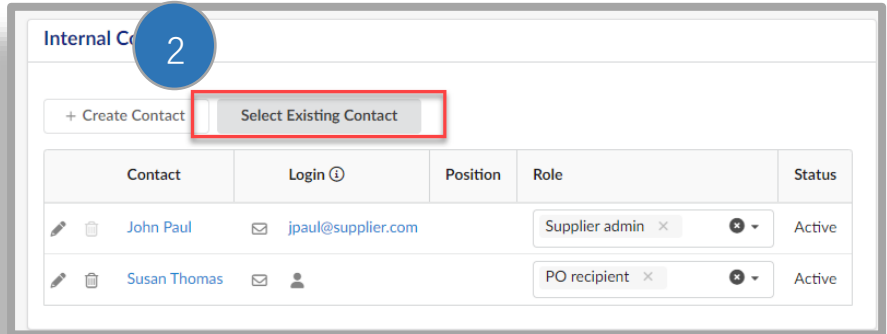 Internal Co
2
+ Create Contact
Select Existing Contact
Contact Login Position Role Status
John Paul jpaul@supplier.com Supplier admin × Active
Susan Thomas PO recipient × Active